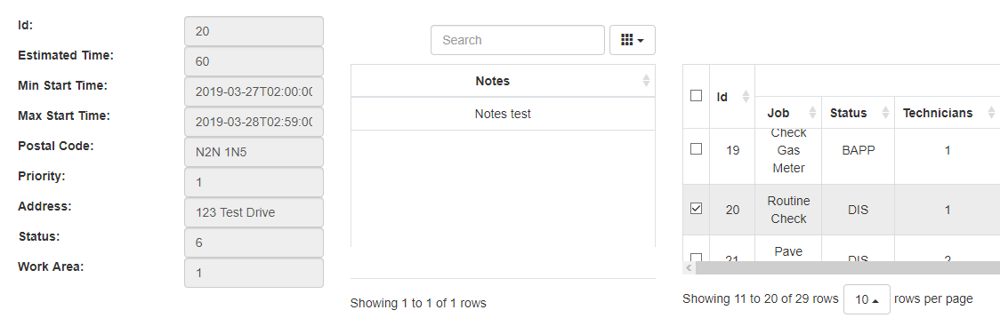 Id:
20
Estimated Time:
60
Min Start Time:
2019-03-27T02:00:00
Max Start Time:
2019-03-28T02:59:00
Postal Code:
N2N 1N5
Priority:
1
Address:
123 Test Drive
Status:
6
Work Area:
1
Search
Notes
Notes test
Showing 1 to 1 of 1 rows
Id
Job
Status
Technicians
19
Check
Gas
Meter
BAPP
1
20
Routine
Check
DIS
1
21
Pave
DIS
2
Showing 11 to 20 of 29 rows 10 rows per page